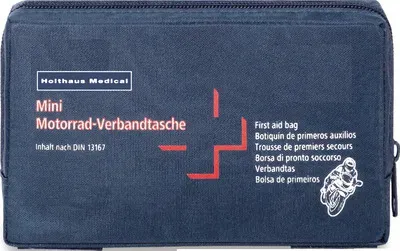 Holthaus Medical
Mini
Motorrad-Verbandtasche
Inhalt nach DIN 13167
First aid bag
Botiquin de primeros auxilios
Trousse de premiers secours
Borsa di pronto soccorso
Verbandtas
Bolsa de primeiros